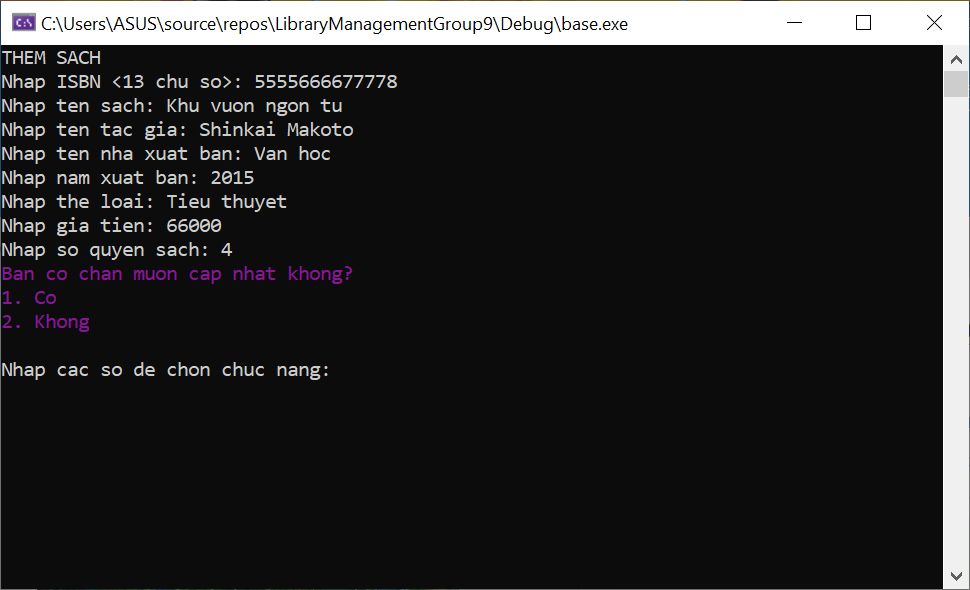 C:\Users\ASUS\source\repos\LibraryManagementGroup9\Debug\base.exe
THEM SACH
Nhap ISBN <13 chu so>: 5555666677778
Nhap ten sach: Khu vuon ngon tu
Nhap ten tac gia: Shinkai Makoto
Nhap ten nha xuat ban: Van hoc
Nhap nam xuat ban: 2015
Nhap the loai: Tieu thuyet
Nhap gia tien: 66000
Nhap so quyen sach: 4
Ban co chan muon cap nhat khong?
1. Co
2. Khong
Nhap cac so de chon chuc nang: